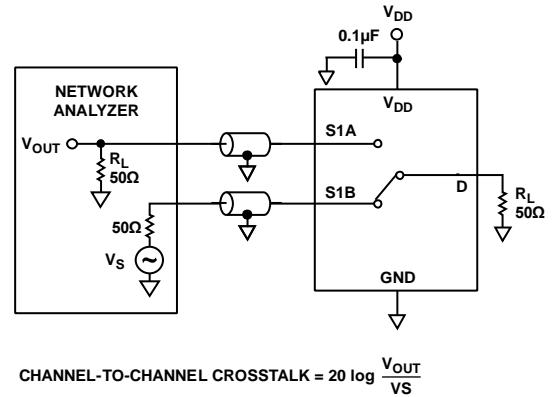 VDD
0.1µF
NETWORK
ANALYZER
VDD
VOUT
S1A
RL
50Ω
S1B
D
RL
50Ω
50Ω
VS
GND
CHANNEL-TO-CHANNEL CROSSTALK = 20 log VOUT
VS